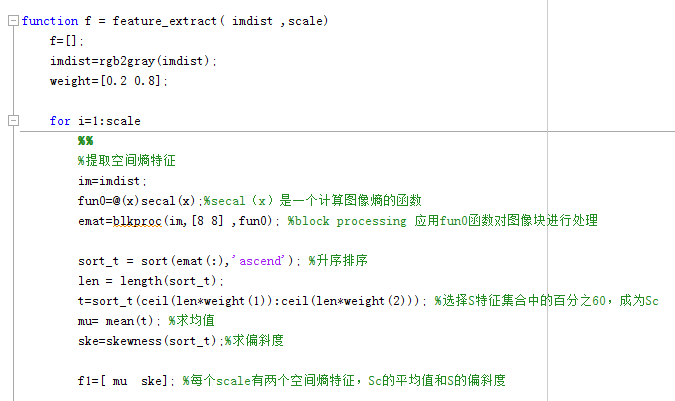 function f = feature_extract( imdist ,scale)
f=[];
imdist=rgb2gray(imdist);
weight=[0.2 0.8];
for i=1:scale
%%
%提取空间熵特征
im=imdist;
fun0=@(x)secal(x);%secal（x）是一个计算图像熵的函数
emat=blkproc(im,[8 8] ,fun0); %block processing 应用fun0函数对图像块进行处理
sort_t = sort(emat(:),'ascend'); %升序排序
len = length(sort_t);
t=sort_t(ceil(len*weight(1)):ceil(len*weight(2))); %选择S特征集合中的百分之60，成为Sc
mu= mean(t); %求均值
ske=skewness(sort_t);%求偏斜度
f1=[ mu  ske]; %每个scale有两个空间熵特征，Sc的平均值和S的偏斜度